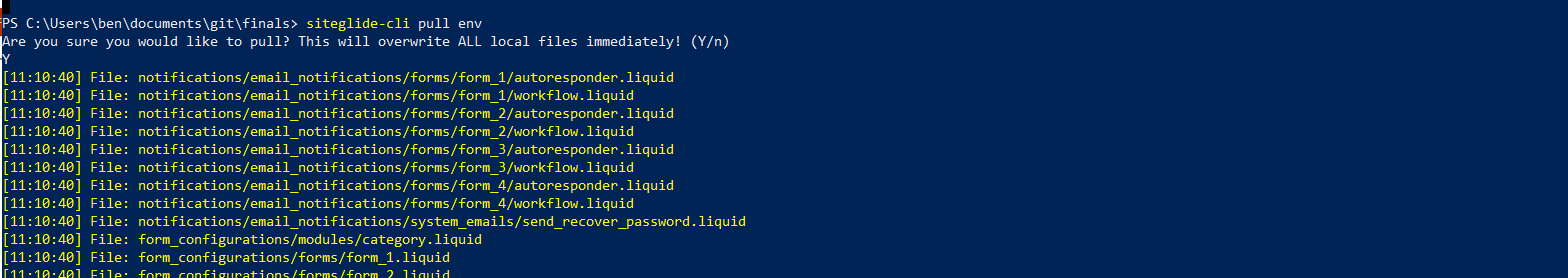 PS C:\Users\ben\documents\git\finals> siteglide-cli pull env
Are you sure you would like to pull? This will overwrite ALL local files immediately! (Y/n)
Y
[11:10:40] File: notifications/email_notifications/forms/form_1/autoresponder.liquid
[11:10:40] File: notifications/email_notifications/forms/form_1/workflow.liquid
[11:10:40] File: notifications/email_notifications/forms/form_2/autoresponder.liquid
[11:10:40] File: notifications/email_notifications/forms/form_2/workflow.liquid
[11:10:40] File: notifications/email_notifications/forms/form_3/autoresponder.liquid
[11:10:40] File: notifications/email_notifications/forms/form_3/workflow.liquid
[11:10:40] File: notifications/email_notifications/forms/form_4/autoresponder.liquid
[11:10:40] File: notifications/email_notifications/forms/form_4/workflow.liquid
[11:10:40] File: notifications/email_notifications/system_emails/send_recover_password.liquid
[11:10:40] File: form_configurations/modules/category.liquid
[11:10:40] File: form_configurations/forms/form_1.liquid
[11:10:40] File: form_configurations/forms/form_2.liquid